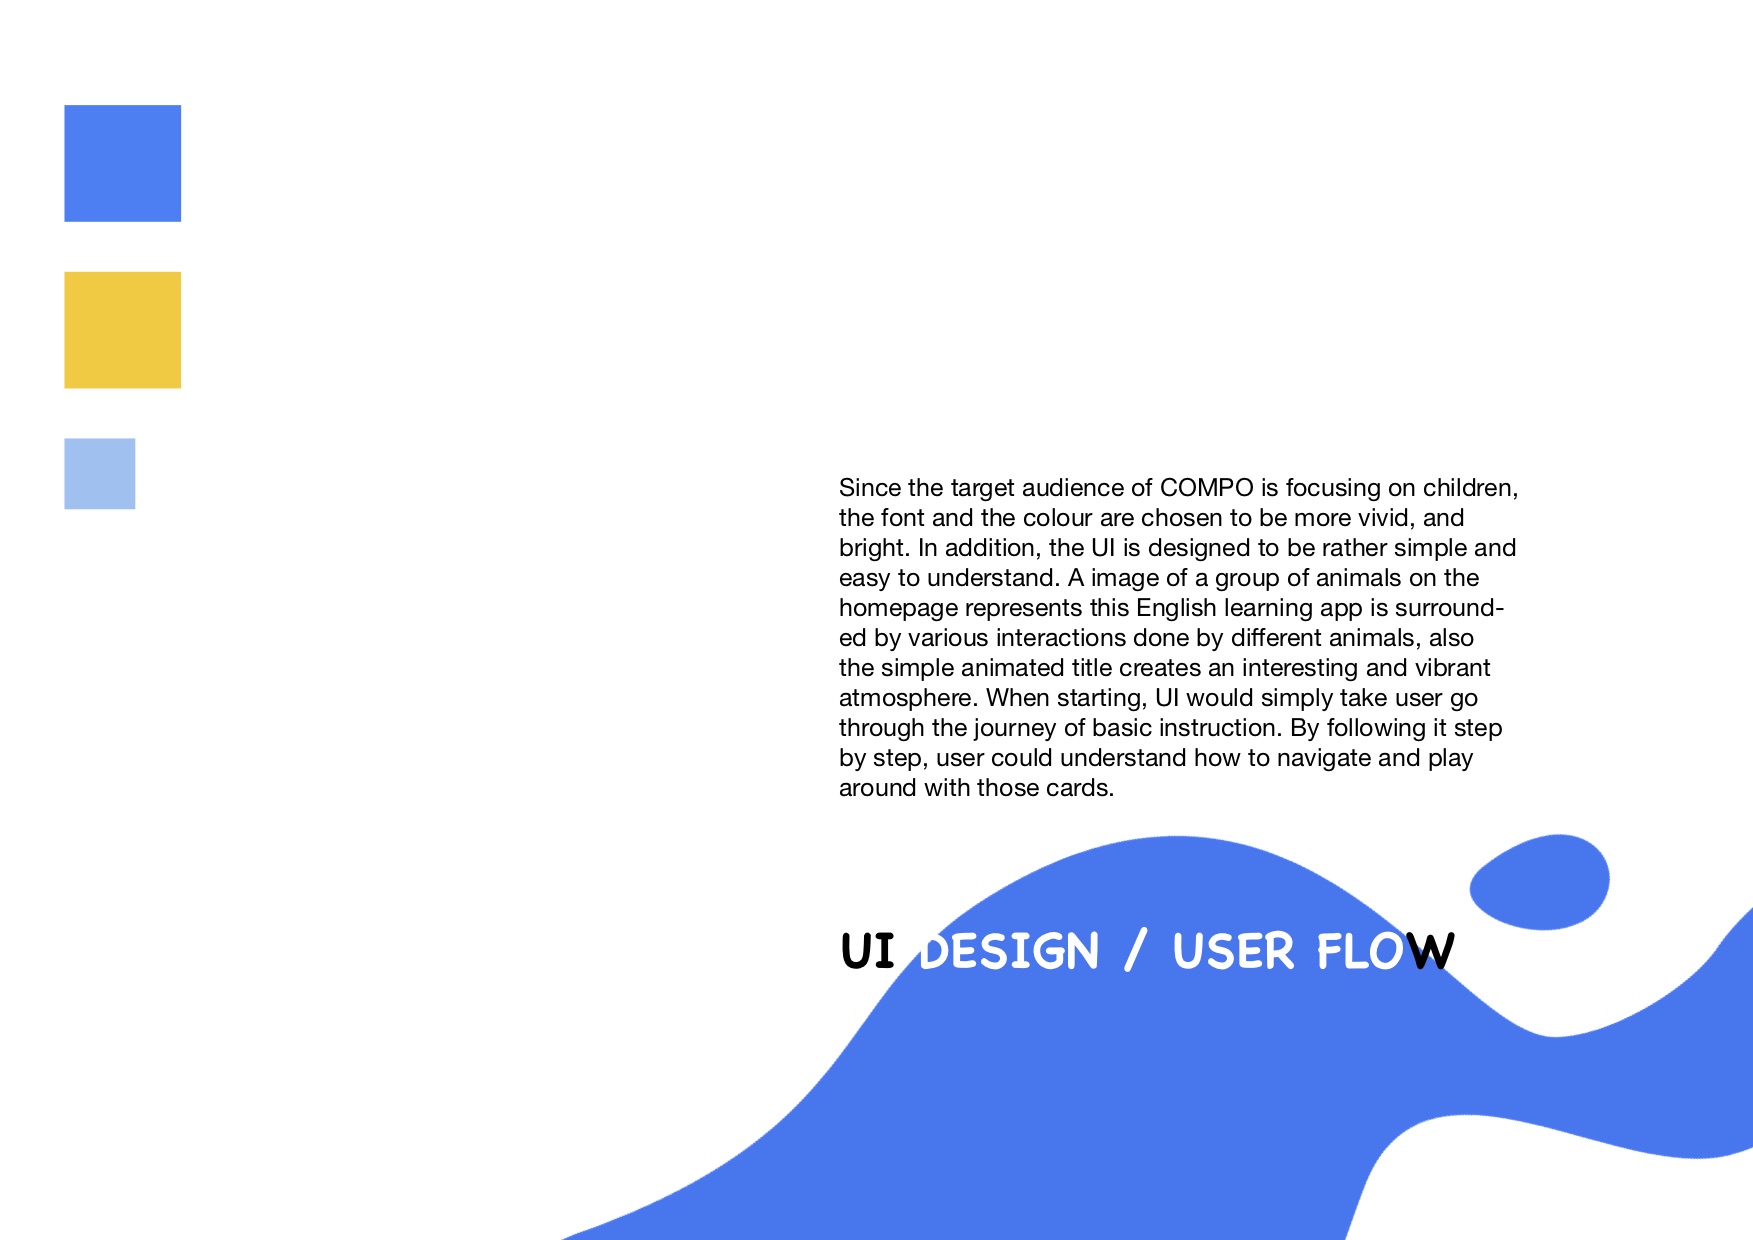 Since the target audience of COMPO is focusing on children,
the font and the colour are chosen to be more vivid, and
bright. In addition, the UI is designed to be rather simple and
easy to understand. A image of a group of animals on the
homepage represents this English learning app is surround-
ed by various interactions done by different animals, also
the simple animated title creates an interesting and vibrant
atmosphere. When starting, UI would simply take user go
through the journey of basic instruction. By following it step
by step, user could understand how to navigate and play
around with those cards.
UI DESIGN / USER FLOW